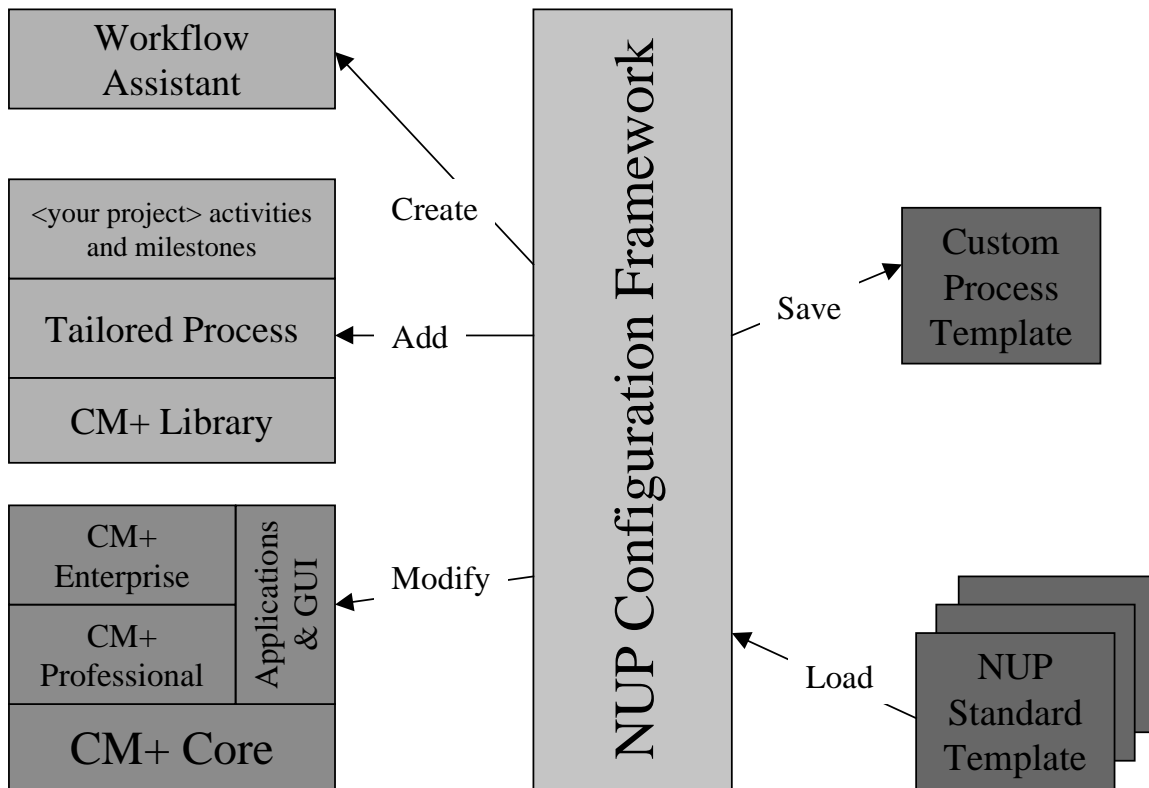 Workflow
Assistant
<your project> activities
and milestones
Tailored Process
CM+ Library
CM+
Enterprise
CM+
Professional
Applications
& GUI
CM+ Core
Create
Add
Modify
NUP Configuration Framework
Save
Load
Custom
Process
Template
NUP
Standard
Template